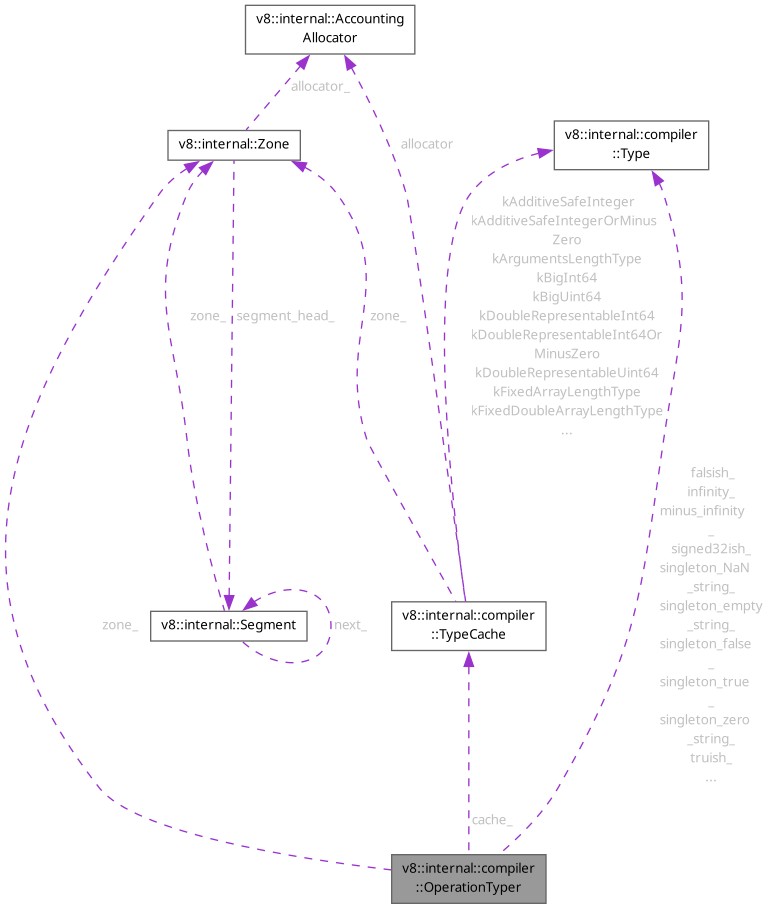 v8::internal::Accounting
Allocator
allocator_
v8::internal::Zone
allocator
v8::internal::compiler
::Type
kAdditiveSafeInteger
kAdditiveSafeIntegerOrMinus
Zero
kArgumentsLengthType
kBigInt64
kBigUint64
kDoubleRepresentableInt64
kDoubleRepresentableInt64Or
MinusZero
kDoubleRepresentableUint64
kFixedArrayLengthType
kFixedDoubleArrayLengthType
...
zone_
segment_head_
zone_
falsish_
infinity_
minus_infinity
_
signed32ish_
singleton_NaN
_string_
singleton_empty
_string_
singleton_false
_
singleton_true
_
singleton_zero
_string_
truish_
...
zone_
v8::internal::Segment
next_
v8::internal::compiler
::TypeCache
cache_
v8::internal::compiler
::OperationTyper